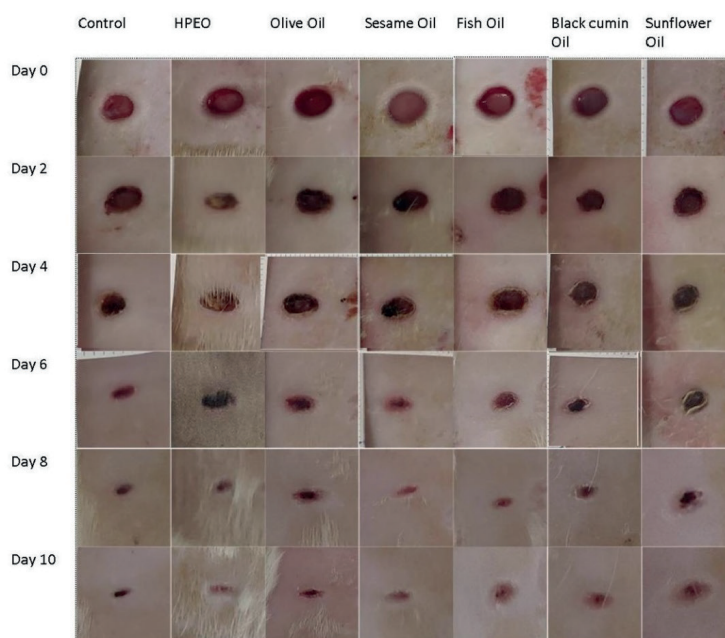 Control HPEO Olive Oil Sesame Oil Fish Oil Black cumin Oil Sunflower Oil
Day 0
Day 2
Day 4
Day 6
Day 8
Day 10